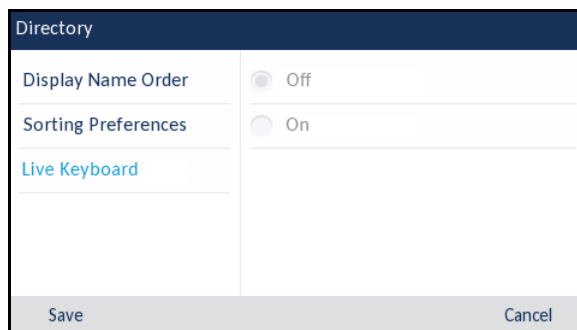 Directory
Display Name Order
Off
Sorting Preferences
On
Live Keyboard
Save
Cancel